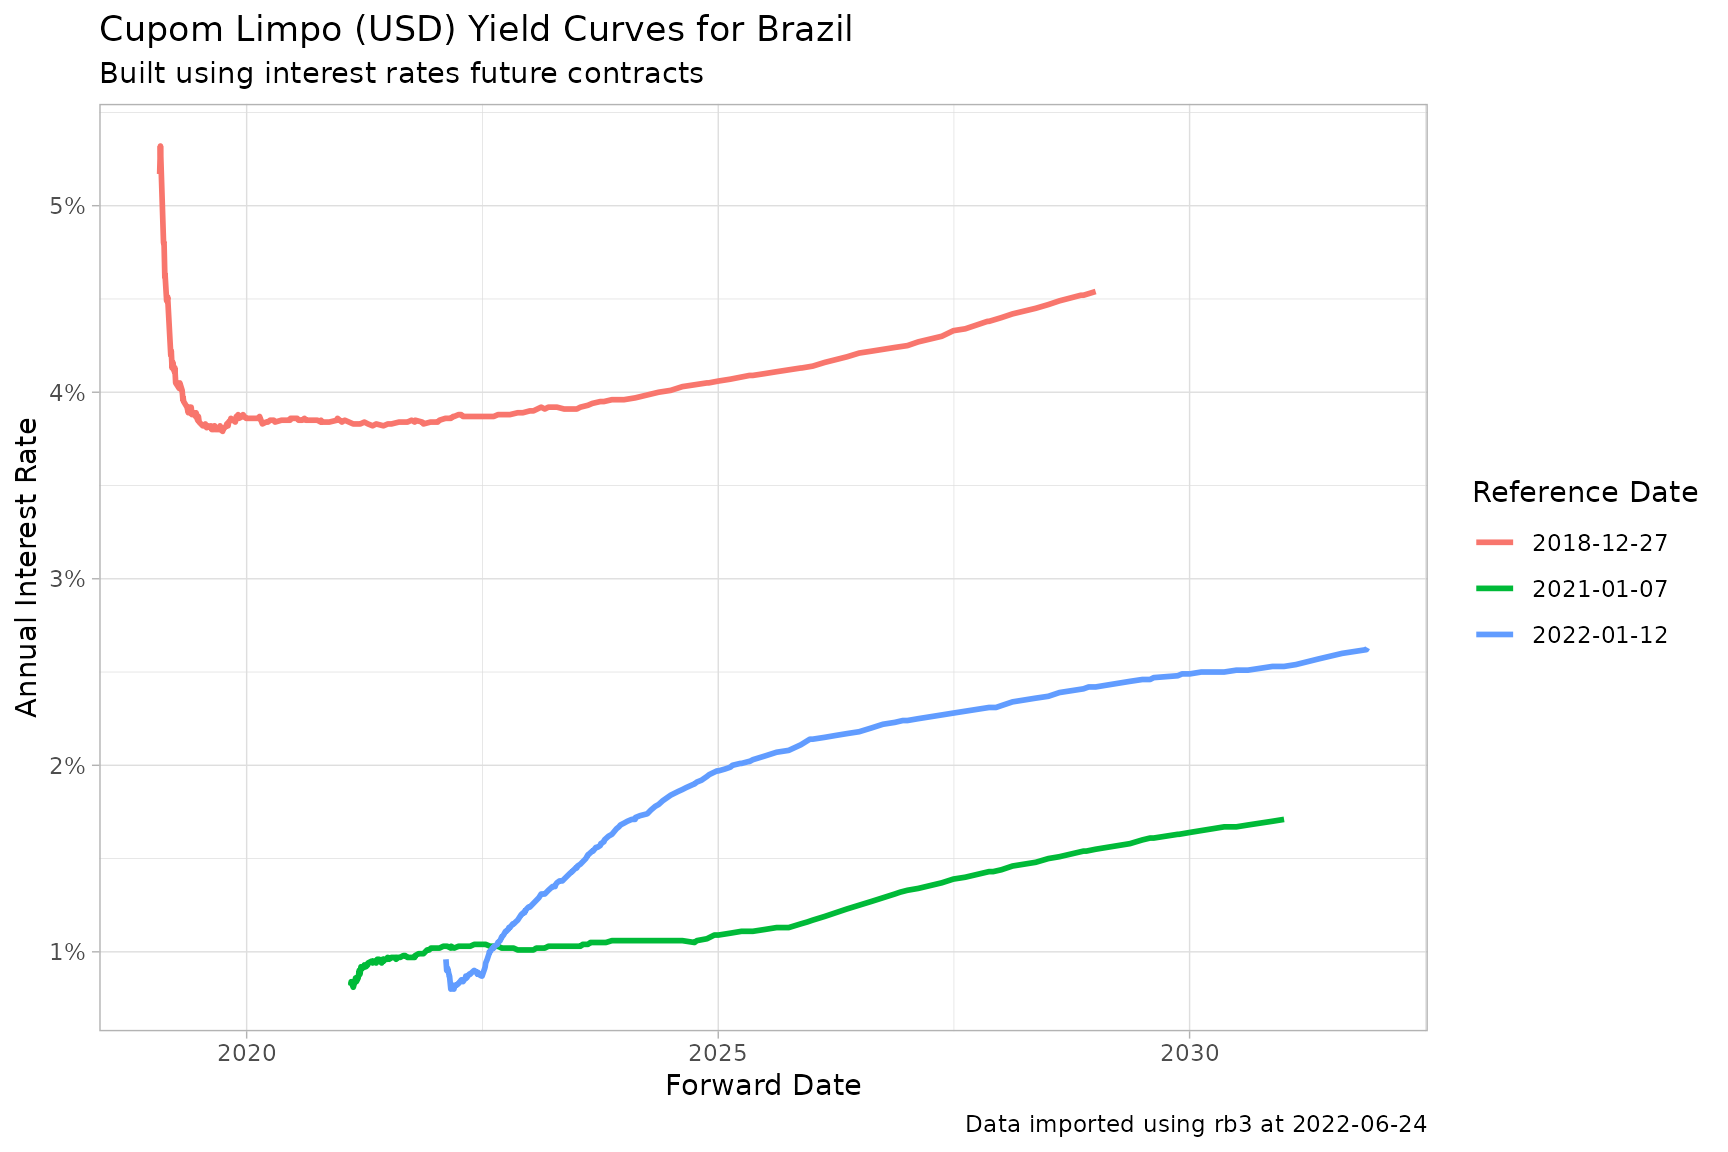 Cupom Limpo (USD) Yield Curves for Brazil
Built using interest rates future contracts
Annual Interest Rate
5%
4%
3%
2%
1%
2020
2025
2030
Forward Date
Reference Date
2018-12-27
2021-01-07
2022-01-12
Data imported using rb3 at 2022-06-24